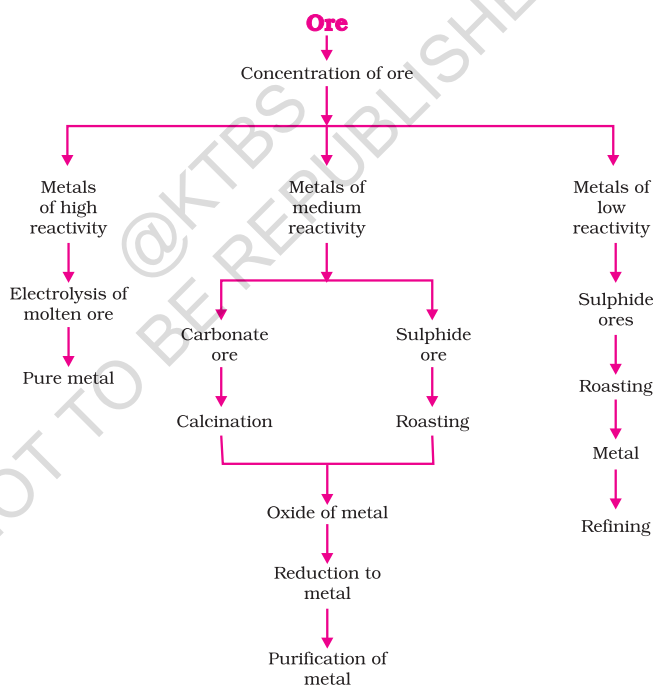 Ore
Concentration of ore
Metals
of high
reactivity
Electrolysis of
molten ore
Pure metal
Metals of
medium
reactivity
Carbonate
ore
Calcination
Sulphide
ore
Roasting
Oxide of metal
Reduction to
metal
Purification of
metal
Metals of
low
reactivity
Sulphide
ores
Roasting
Metal
Refining
@KTBS
NOT TO BE REPUBLISHE